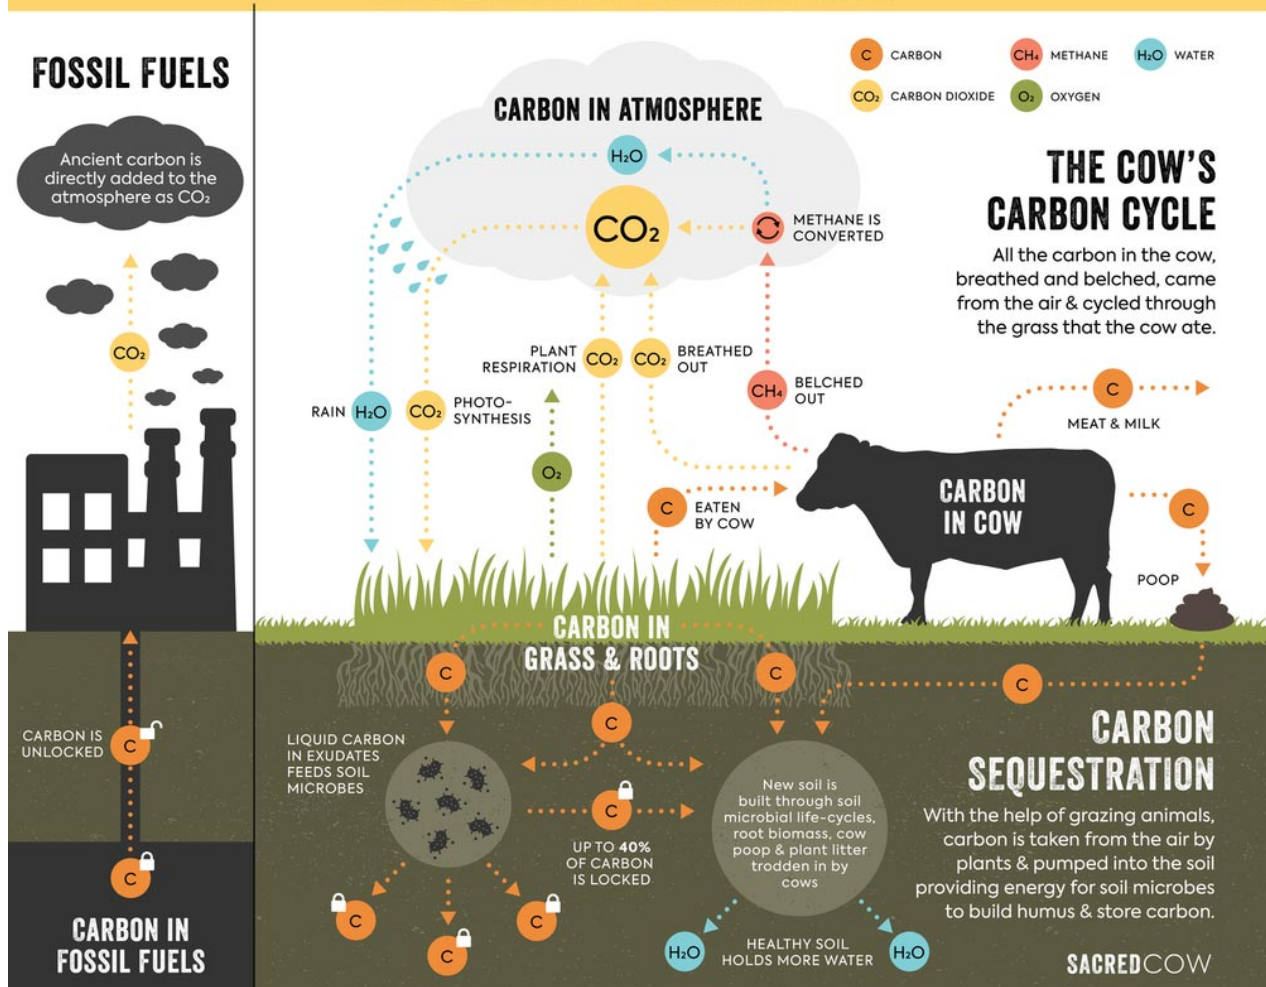 FOSSIL FUELS
Ancient carbon is
directly added to the
atmosphere as CO₂
CO₂
CARBON IS
UNLOCKED
C
C
CARBON IN
FOSSIL FUELS
C CARBON
CH₄ METHANE
H₂O WATER
CO₂ CARBON DIOXIDE
O₂ OXYGEN
CARBON IN ATMOSPHERE
H₂O
CO₂
METHANE IS
CONVERTED
THE COW'S
CARBON CYCLE
All the carbon in the cow,
breathed and belched, came
from the air & cycled through
the grass that the cow ate.
RAIN H₂O
CO₂ PHOTO-
SYNTHESIS
O₂
PLANT
RESPIRATION CO₂
CO₂ BREATHED
OUT
CH₄ BELCHED
OUT
C EATEN
BY COW
C
MEAT & MILK
CARBON
IN COW
C
POOP
CARBON IN
GRASS & ROOTS
C
C
C
C
LIQUID CARBON
IN EXUDATES
FEEDS SOIL
MICROBES
C
UP TO 40%
OF CARBON
IS LOCKED
C
C
C
New soil is
built through soil
microbial life-cycles,
root biomass, cow
poop & plant litter
trodden in by
cows
H₂O
HEALTHY SOIL
HOLDS MORE WATER
H₂O
CARBON
SEQUESTRATION
With the help of grazing animals,
carbon is taken from the air by
plants & pumped into the soil
providing energy for soil microbes
to build humus & store carbon.
SACREDCOW